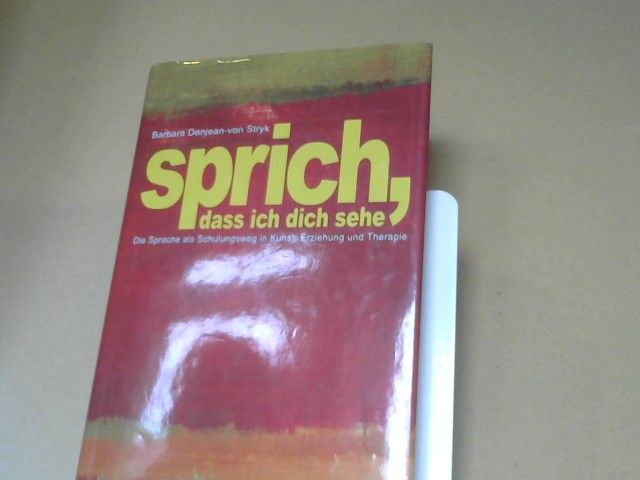 Barbara Denjean-von Stryk
sprich,
dass ich dich sehe
Die Sprache als Schulungsweg in Kunst, Erziehung und Therapie